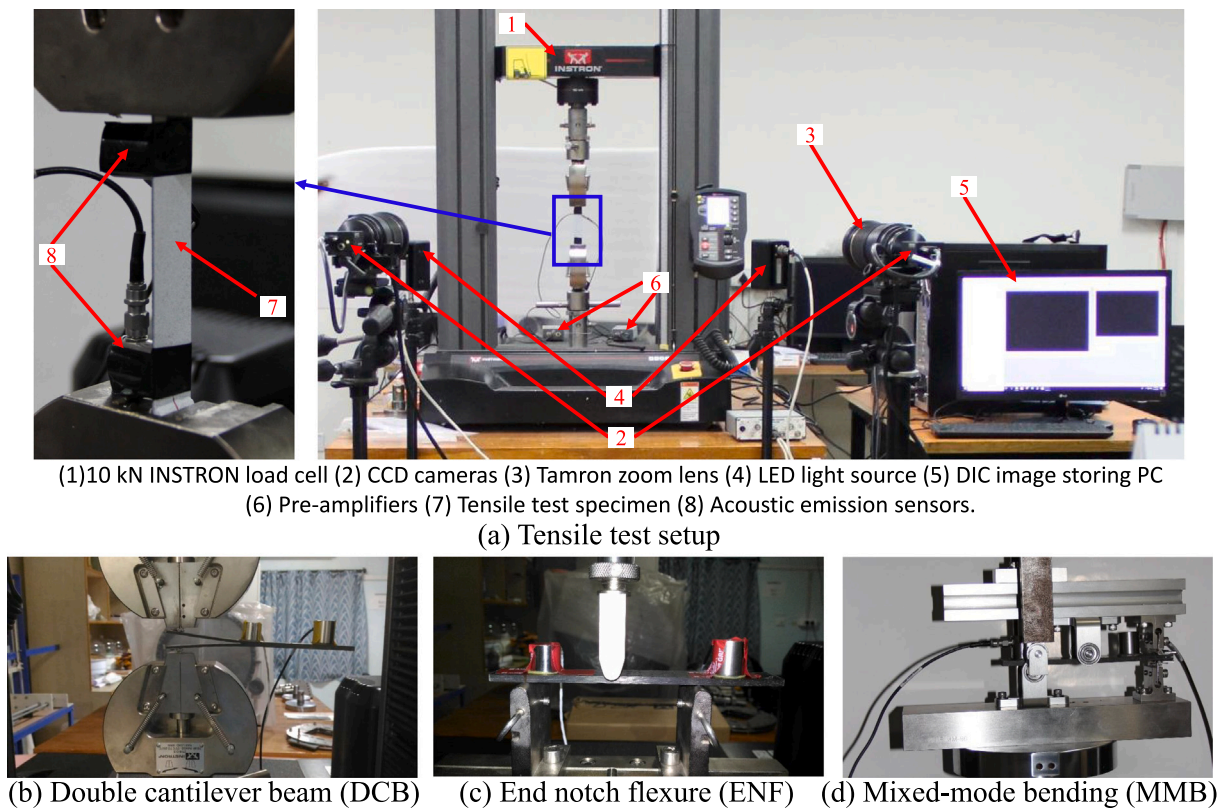 1
INSTRON
3
5
8
7
6
4
2
INSTRON
(1)10 kN INSTRON load cell (2) CCD cameras (3) Tamron zoom lens (4) LED light source (5) DIC image storing PC
(6) Pre-amplifiers (7) Tensile test specimen (8) Acoustic emission sensors.
(a) Tensile test setup
(b) Double cantilever beam (DCB)
(c) End notch flexure (ENF)
(d) Mixed-mode bending (MMB)